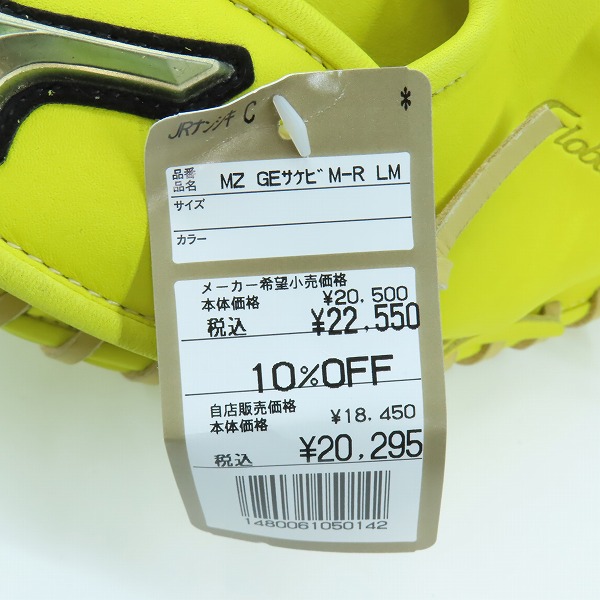 JRナンシキ C *
品番
品名 MZ GEサケビ M-R LM
サイズ
カラー
メーカー希望小売価格
本体価格 ¥20,500
税込 ¥22,550
10%OFF
自店販売価格
本体価格 ¥18,450
税込 ¥20,295
1480061050142